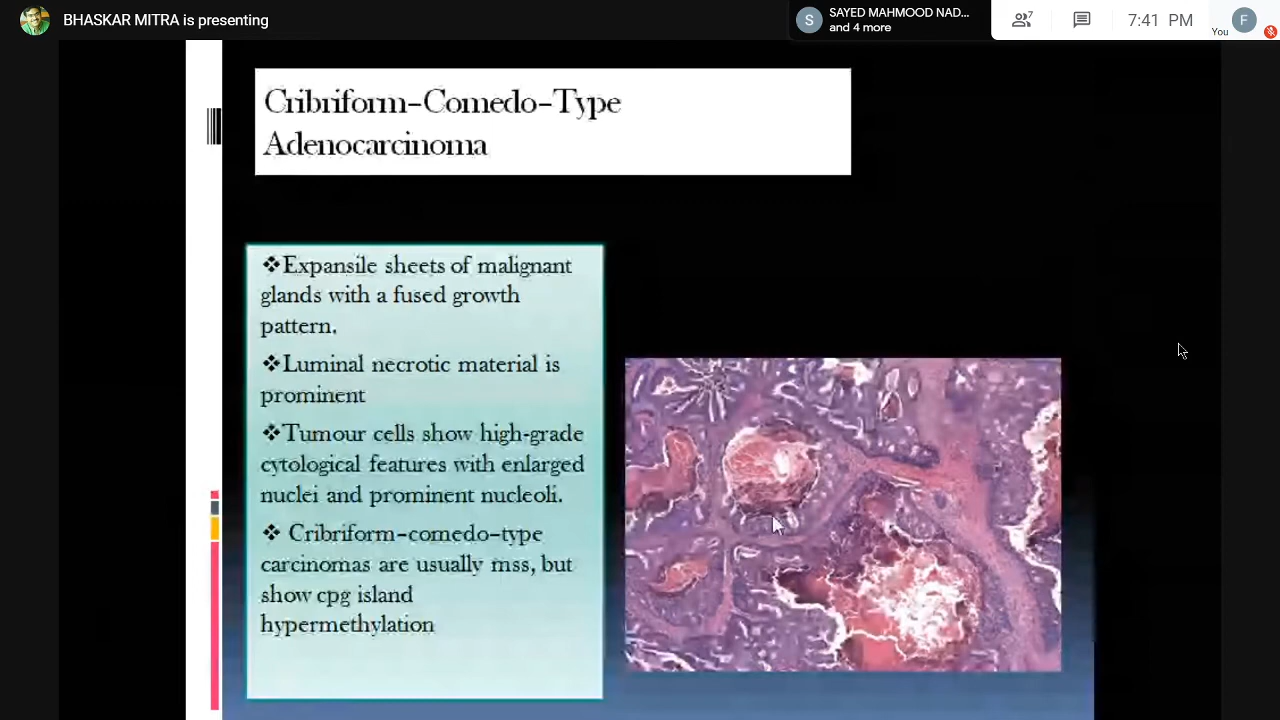 BHASKAR MITRA is presenting
S
SAYED MAHMOOD NAD...
and 4 more
7
7:41 PM
You
F
Cribriform-Comedo-Type
Adenocarcinoma
❖Expansile sheets of malignant
glands with a fused growth
pattern.
❖Luminal necrotic material is
prominent
❖Tumour cells show high-grade
cytological features with enlarged
nuclei and prominent nucleoli.
❖ Cribriform-comedo-type
carcinomas are usually mss, but
show cpg island
hypermethylation